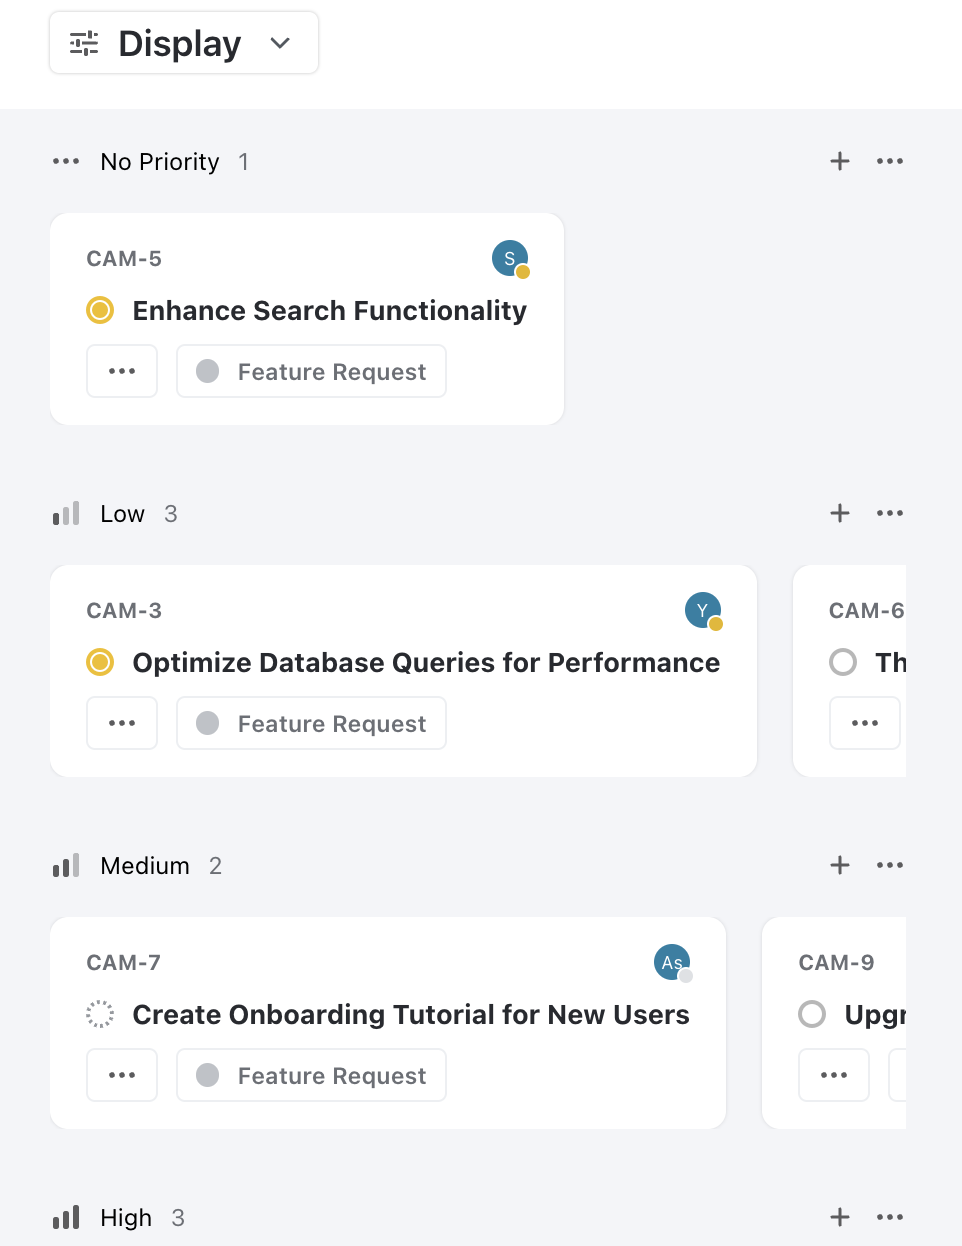 Display
No Priority 1
CAM-5 S
Enhance Search Functionality
Feature Request
Low 3
CAM-3 Y CAM-6
Optimize Database Queries for Performance Th
Feature Request
Medium 2
CAM-7 As CAM-9
Create Onboarding Tutorial for New Users Upgr
Feature Request
High 3